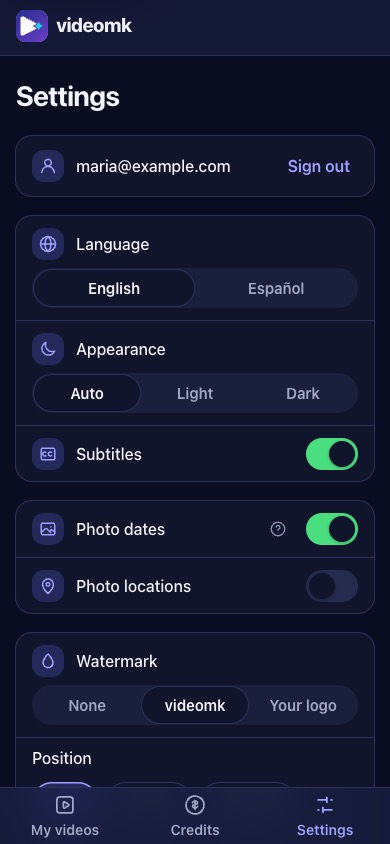 videomk
Settings
maria@example.com Sign out
Language
English Español
Appearance
Auto Light Dark
CC Subtitles
Photo dates ?
Photo locations
Watermark
None videomk Your logo
Position
My videos Credits Settings